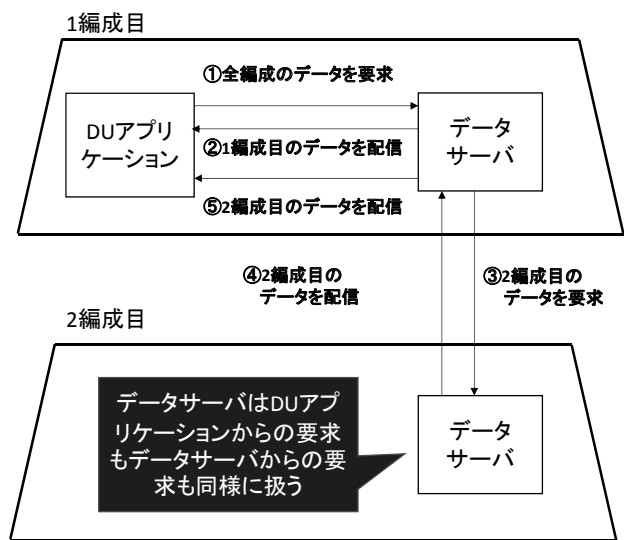 1編成目
①全編成のデータを要求
DUアプリ
ケーション
データ
サーバ
②1編成目のデータを配信
⑤2編成目のデータを配信
④2編成目の
データを配信
③2編成目の
データを要求
2編成目
データサーバはDUアプ
リケーションからの要求
もデータサーバからの要
求も同様に扱う
データ
サーバ